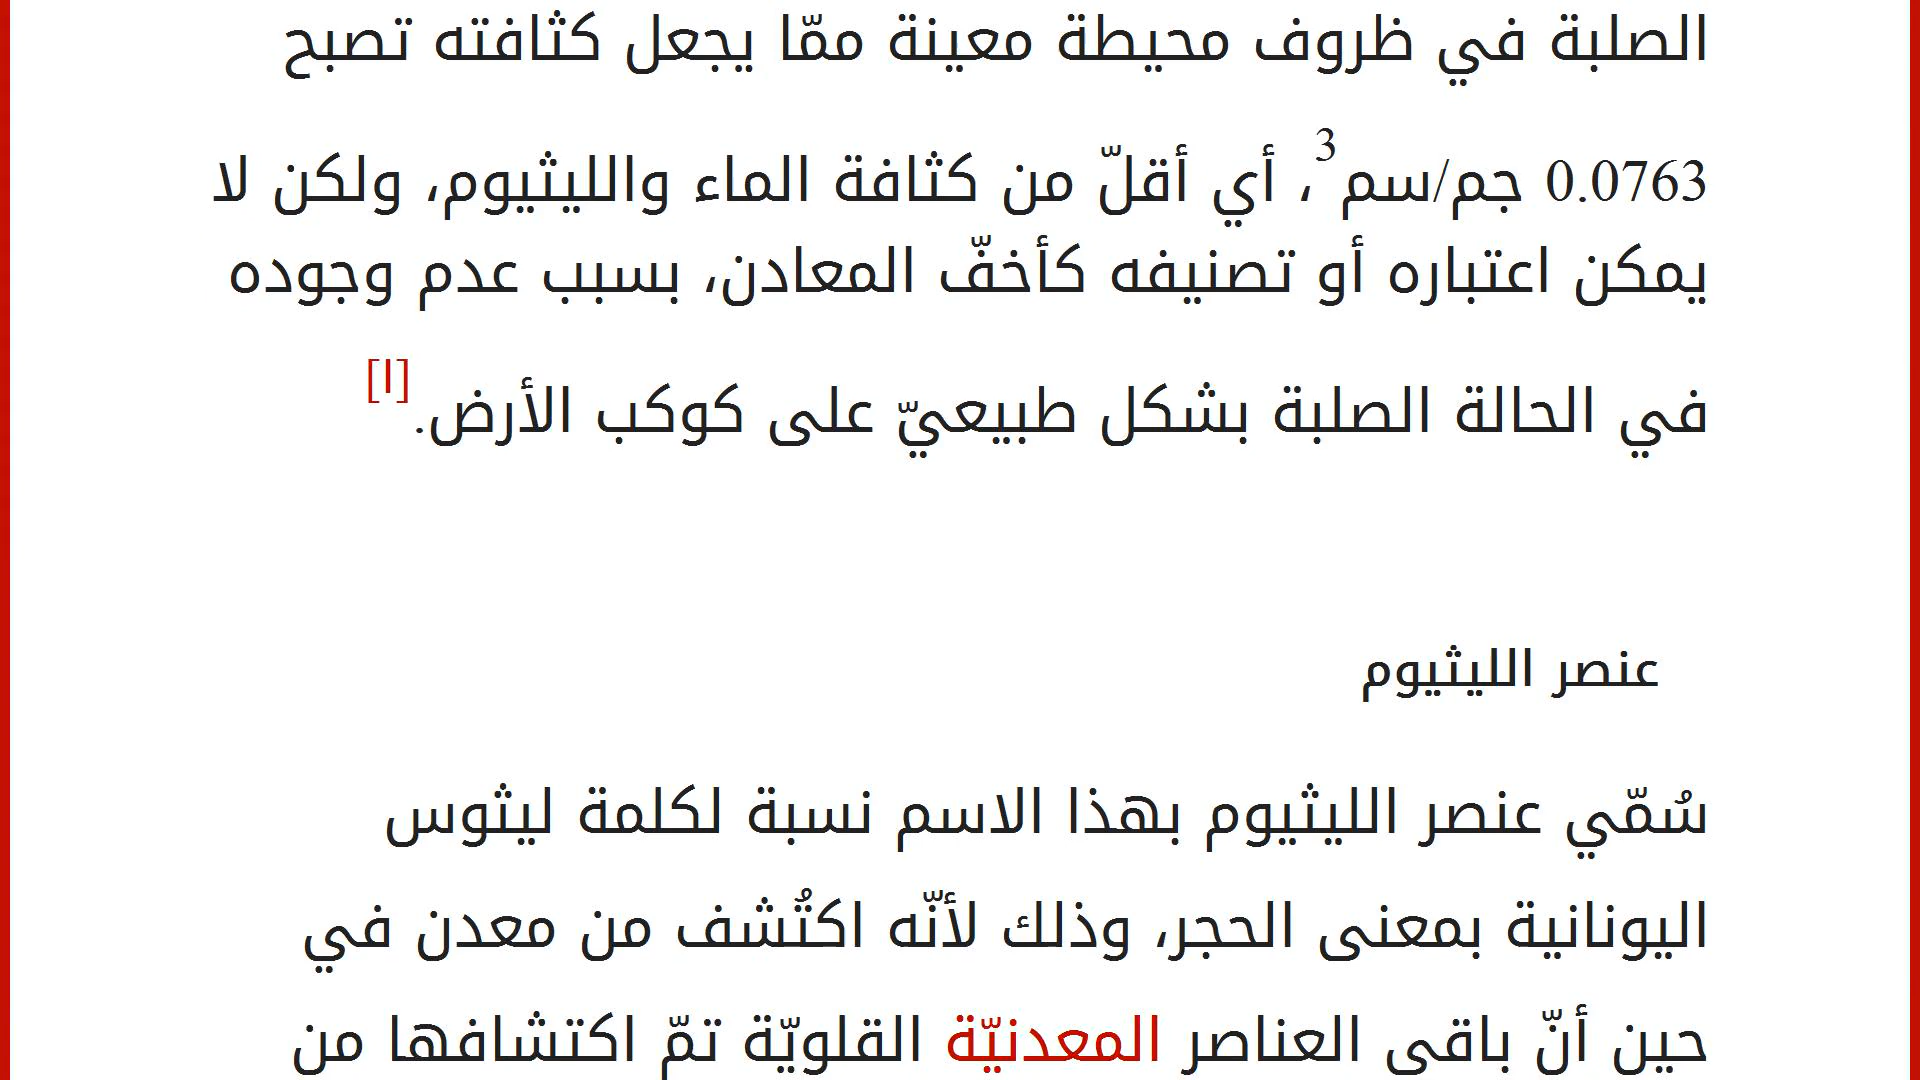 الصلبة في ظروف محيطة معينة ممّا يجعل كثافته تصبح
0.0763 جم/سم3، أي أقلّ من كثافة الماء والليثيوم، ولكن لا
يمكن اعتباره أو تصنيفه كأخفّ المعادن، بسبب عدم وجوده
في الحالة الصلبة بشكل طبيعيّ على كوكب الأرض.[ا]
عنصر الليثيوم
سُمّي عنصر الليثيوم بهذا الاسم نسبة لكلمة ليثوس
اليونانية بمعنى الحجر، وذلك لأنّه اكتُشف من معدن في
حين أنّ باقي العناصر المعدنيّة القلويّة تمّ اكتشافها من